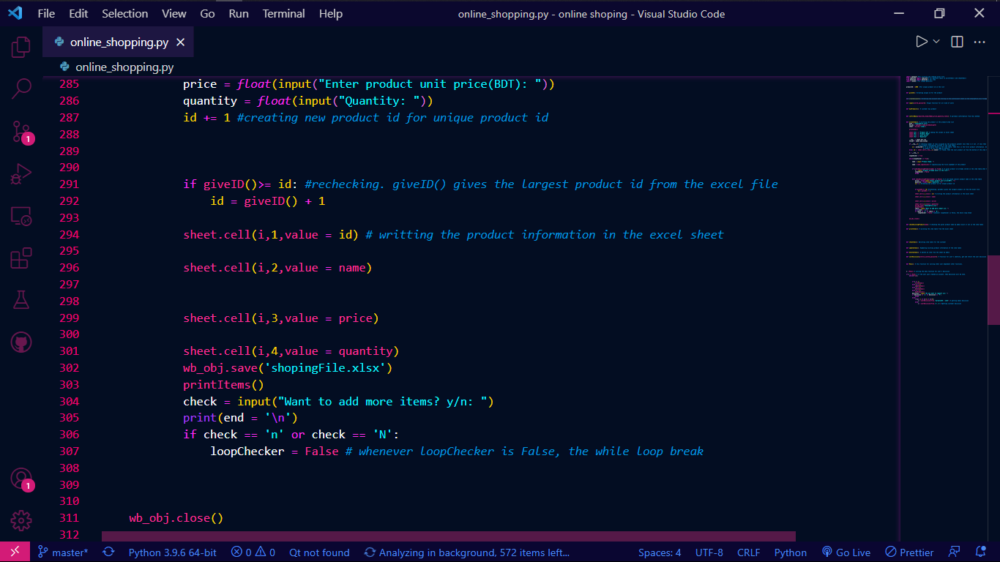 File Edit Selection View Go Run Terminal Help online_shopping.py - online shoping - Visual Studio Code
online_shopping.py
online_shopping.py
285 price = float(input("Enter product unit price(BDT): "))
286 quantity = float(input("Quantity: "))
287 id += 1 #creating new product id for unique product id
288
289
290
291 if giveID()>= id: #rechecking. giveID() gives the largest product id from the excel file
292 id = giveID() + 1
293
294 sheet.cell(i,1,value = id) # writting the product information in the excel sheet
295
296 sheet.cell(i,2,value = name)
297
298
299 sheet.cell(i,3,value = price)
300
301 sheet.cell(i,4,value = quantity)
302 wb_obj.save('shopingFile.xlsx')
303 printItems()
304 check = input("Want to add more items? y/n: ")
305 print(end = '\n')
306 if check == 'n' or check == 'N':
307 loopChecker = False # whenever loopChecker is False, the while loop break
308
309
310
311 wb_obj.close()
312
1
1
master* Python 3.9.6 64-bit 0 0 Qt not found Analyzing in background, 572 items left... Spaces: 4 UTF-8 CRLF Python Go Live Prettier